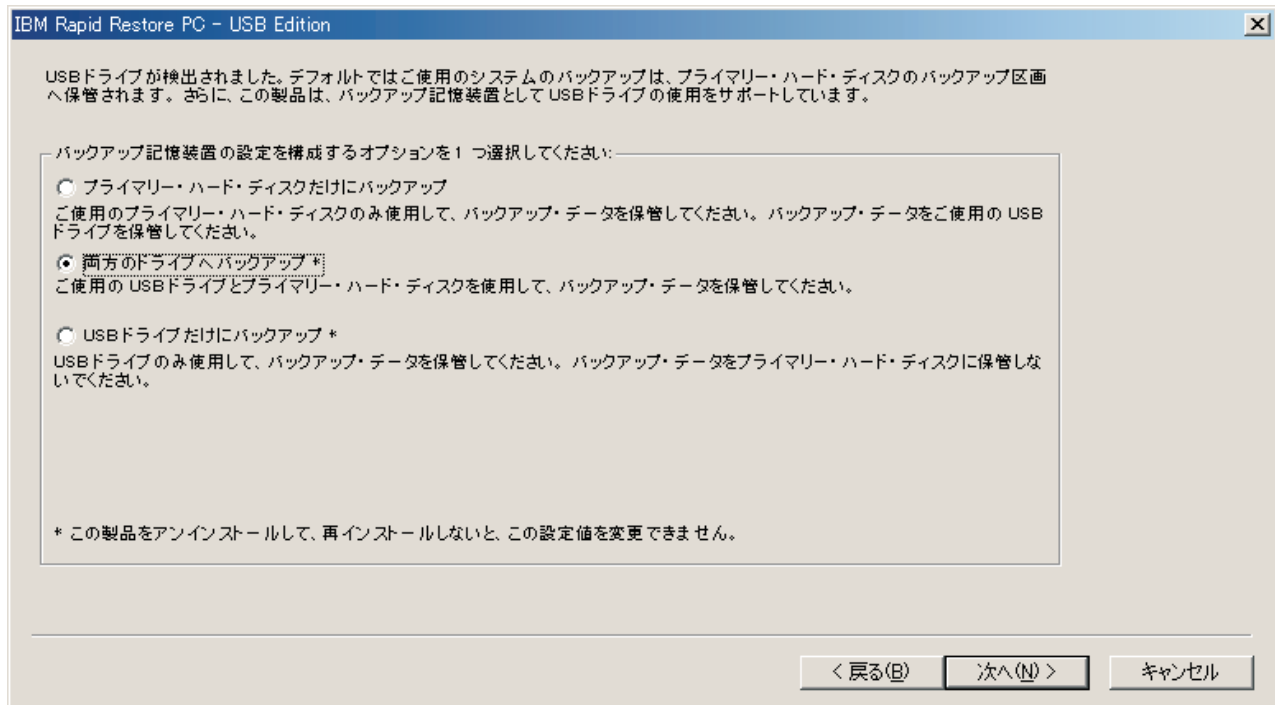 IBM Rapid Restore PC - USB Edition
USBドライブが検出されました。デフォルトではご使用のシステムのバックアップは、プライマリー・ハード・ディスクのバックアップ区画
へ保管されます。さらに、この製品は、バックアップ記憶装置としてUSBドライブの使用をサポートしています。
バックアップ記憶装置の設定を構成するオプションを1 つ選択してください:
プライマリー・ハード・ディスクだけにバックアップ
ご使用のプライマリー・ハード・ディスクのみ使用して、バックアップ・データを保管してください。 バックアップ・データをご使用の USB
ドライブを保管してください。
両方のドライブへバックアップ *
ご使用の USBドライブとプライマリー・ハード・ディスクを使用して、バックアップ・データを保管してください。
USBドライブだけにバックアップ *
USBドライブのみ使用して、バックアップ・データを保管してください。 バックアップ・データをプライマリー・ハード・ディスクに保管しな
いでください。
* この製品をアンインストールして、再インストールしないと、この設定値を変更できません。
< 戻る(B) 次へ(N) > キャンセル